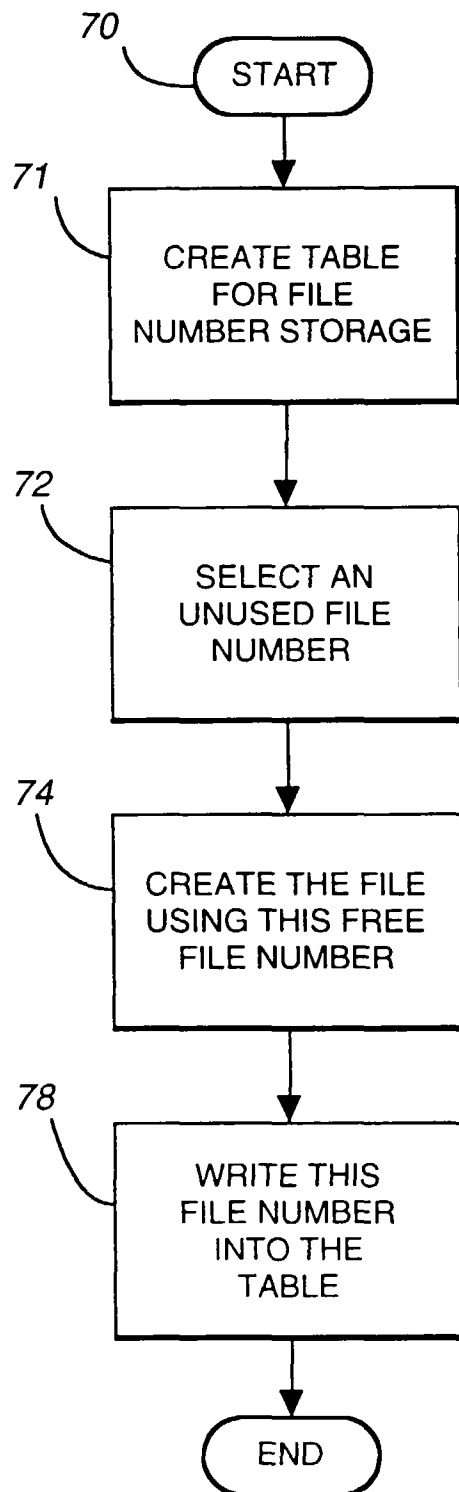 70
START
71
CREATE TABLE
FOR FILE
NUMBER STORAGE
72
SELECT AN
UNUSED FILE
NUMBER
74
CREATE THE FILE
USING THIS FREE
FILE NUMBER
78
WRITE THIS
FILE NUMBER
INTO THE
TABLE
END